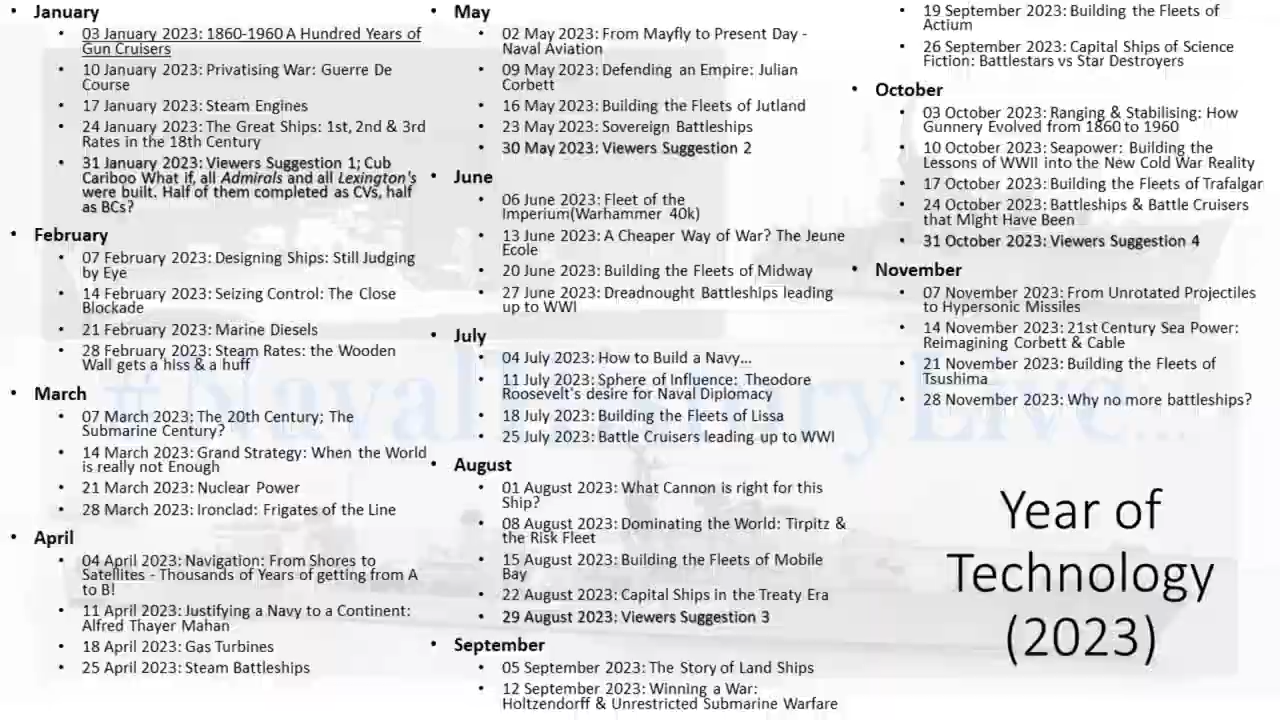 • January
• 03 January 2023: 1860-1960 A Hundred Years of
Gun Cruisers
• 10 January 2023: Privatising War: Guerre De
Course
• 17 January 2023: Steam Engines
• 24 January 2023: The Great Ships: 1st, 2nd & 3rd
Rates in the 18th Century
• 31 January 2023: Viewers Suggestion 1; Cub
Cariboo What if, all Admirals and all Lexington's
were built. Half of them completed as CVs, half
as BCs?
• February
• 07 February 2023: Designing Ships: Still Judging
by Eye
• 14 February 2023: Seizing Control: The Close
Blockade
• 21 February 2023: Marine Diesels
• 28 February 2023: Steam Rates: the Wooden
Wall gets a hiss & a huff
• March
• 07 March 2023: The 20th Century; The
Submarine Century?
• 14 March 2023: Grand Strategy: When the World
is really not Enough
• 21 March 2023: Nuclear Power
• 28 March 2023: Ironclad: Frigates of the Line
• April
• 04 April 2023: Navigation: From Shores to
Satellites - Thousands of Years of getting from A
to B!
• 11 April 2023: Justifying a Navy to a Continent:
Alfred Thayer Mahan
• 18 April 2023: Gas Turbines
• 25 April 2023: Steam Battleships
• May
• 02 May 2023: From Mayfly to Present Day -
Naval Aviation
• 09 May 2023: Defending an Empire: Julian
Corbett
• 16 May 2023: Building the Fleets of Jutland
• 23 May 2023: Sovereign Battleships
• 30 May 2023: Viewers Suggestion 2
• June
• 06 June 2023: Fleet of the
Imperium(Warhammer 40k)
• 13 June 2023: A Cheaper Way of War? The Jeune
Ecole
• 20 June 2023: Building the Fleets of Midway
• 27 June 2023: Dreadnought Battleships leading
up to WWI
• July
• 04 July 2023: How to Build a Navy...
• 11 July 2023: Sphere of Influence: Theodore
Roosevelt's desire for Naval Diplomacy
• 18 July 2023: Building the Fleets of Lissa
• 25 July 2023: Battle Cruisers leading up to WWI
• August
• 01 August 2023: What Cannon is right for this
Ship?
• 08 August 2023: Dominating the World: Tirpitz &
the Risk Fleet
• 15 August 2023: Building the Fleets of Mobile
Bay
• 22 August 2023: Capital Ships in the Treaty Era
• 29 August 2023: Viewers Suggestion 3
• September
• 05 September 2023: The Story of Land Ships
• 12 September 2023: Winning a War:
Holtzendorff & Unrestricted Submarine Warfare
• 19 September 2023: Building the Fleets of
Actium
• 26 September 2023: Capital Ships of Science
Fiction: Battlestars vs Star Destroyers
• October
• 03 October 2023: Ranging & Stabilising: How
Gunnery Evolved from 1860 to 1960
• 10 October 2023: Seapower: Building the
Lessons of WWII into the New Cold War Reality
• 17 October 2023: Building the Fleets of Trafalgar
• 24 October 2023: Battleships & Battle Cruisers
that Might Have Been
• 31 October 2023: Viewers Suggestion 4
• November
• 07 November 2023: From Unrotated Projectiles
to Hypersonic Missiles
• 14 November 2023: 21st Century Sea Power:
Reimagining Corbett & Cable
• 21 November 2023: Building the Fleets of
Tsushima
• 28 November 2023: Why no more battleships?
#NavalHistoryLive...
Year of
Technology
(2023)